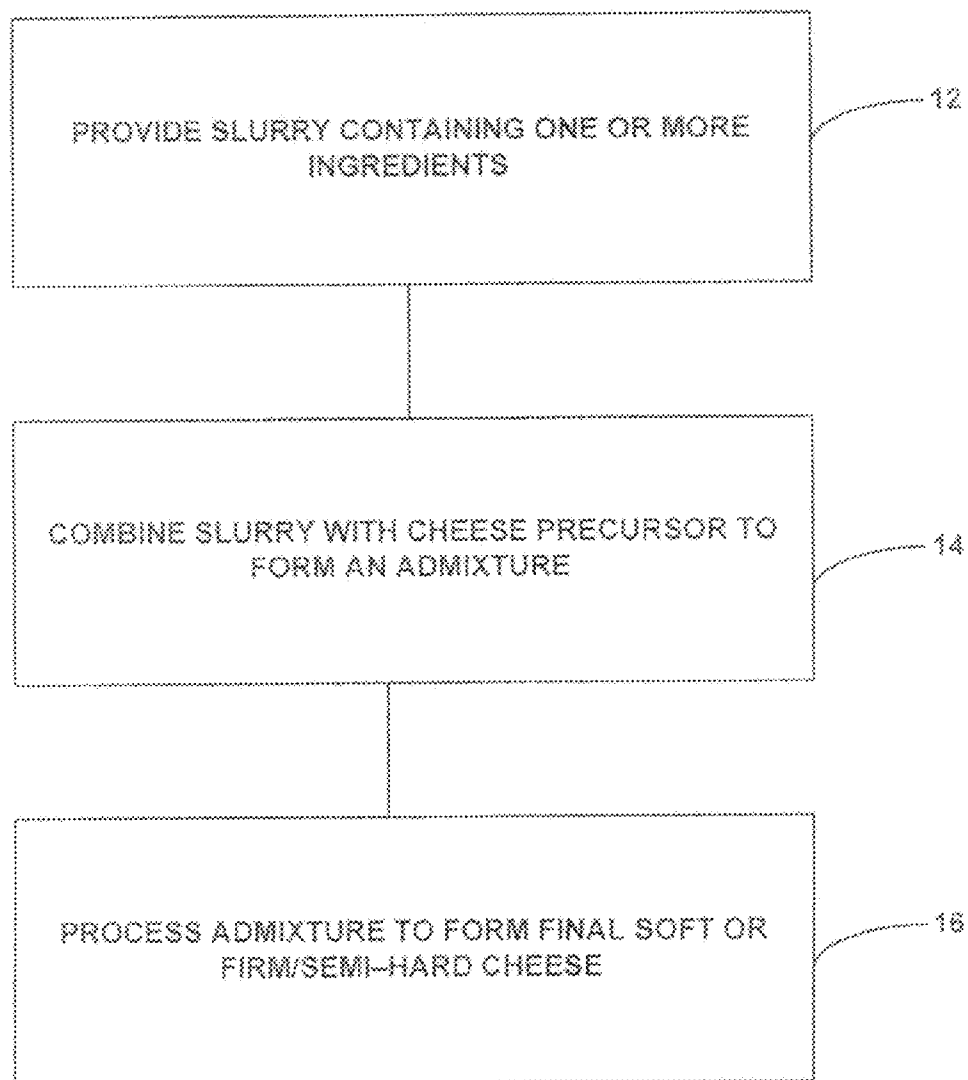 PROVIDE SLURRY CONTAINING ONE OR MORE
INGREDIENTS
12
COMBINE SLURRY WITH CHEESE PRECURSOR TO
FORM AN ADMIXTURE
14
PROCESS ADMIXTURE TO FORM FINAL SOFT OR
FIRM/SEMI–HARD CHEESE
16